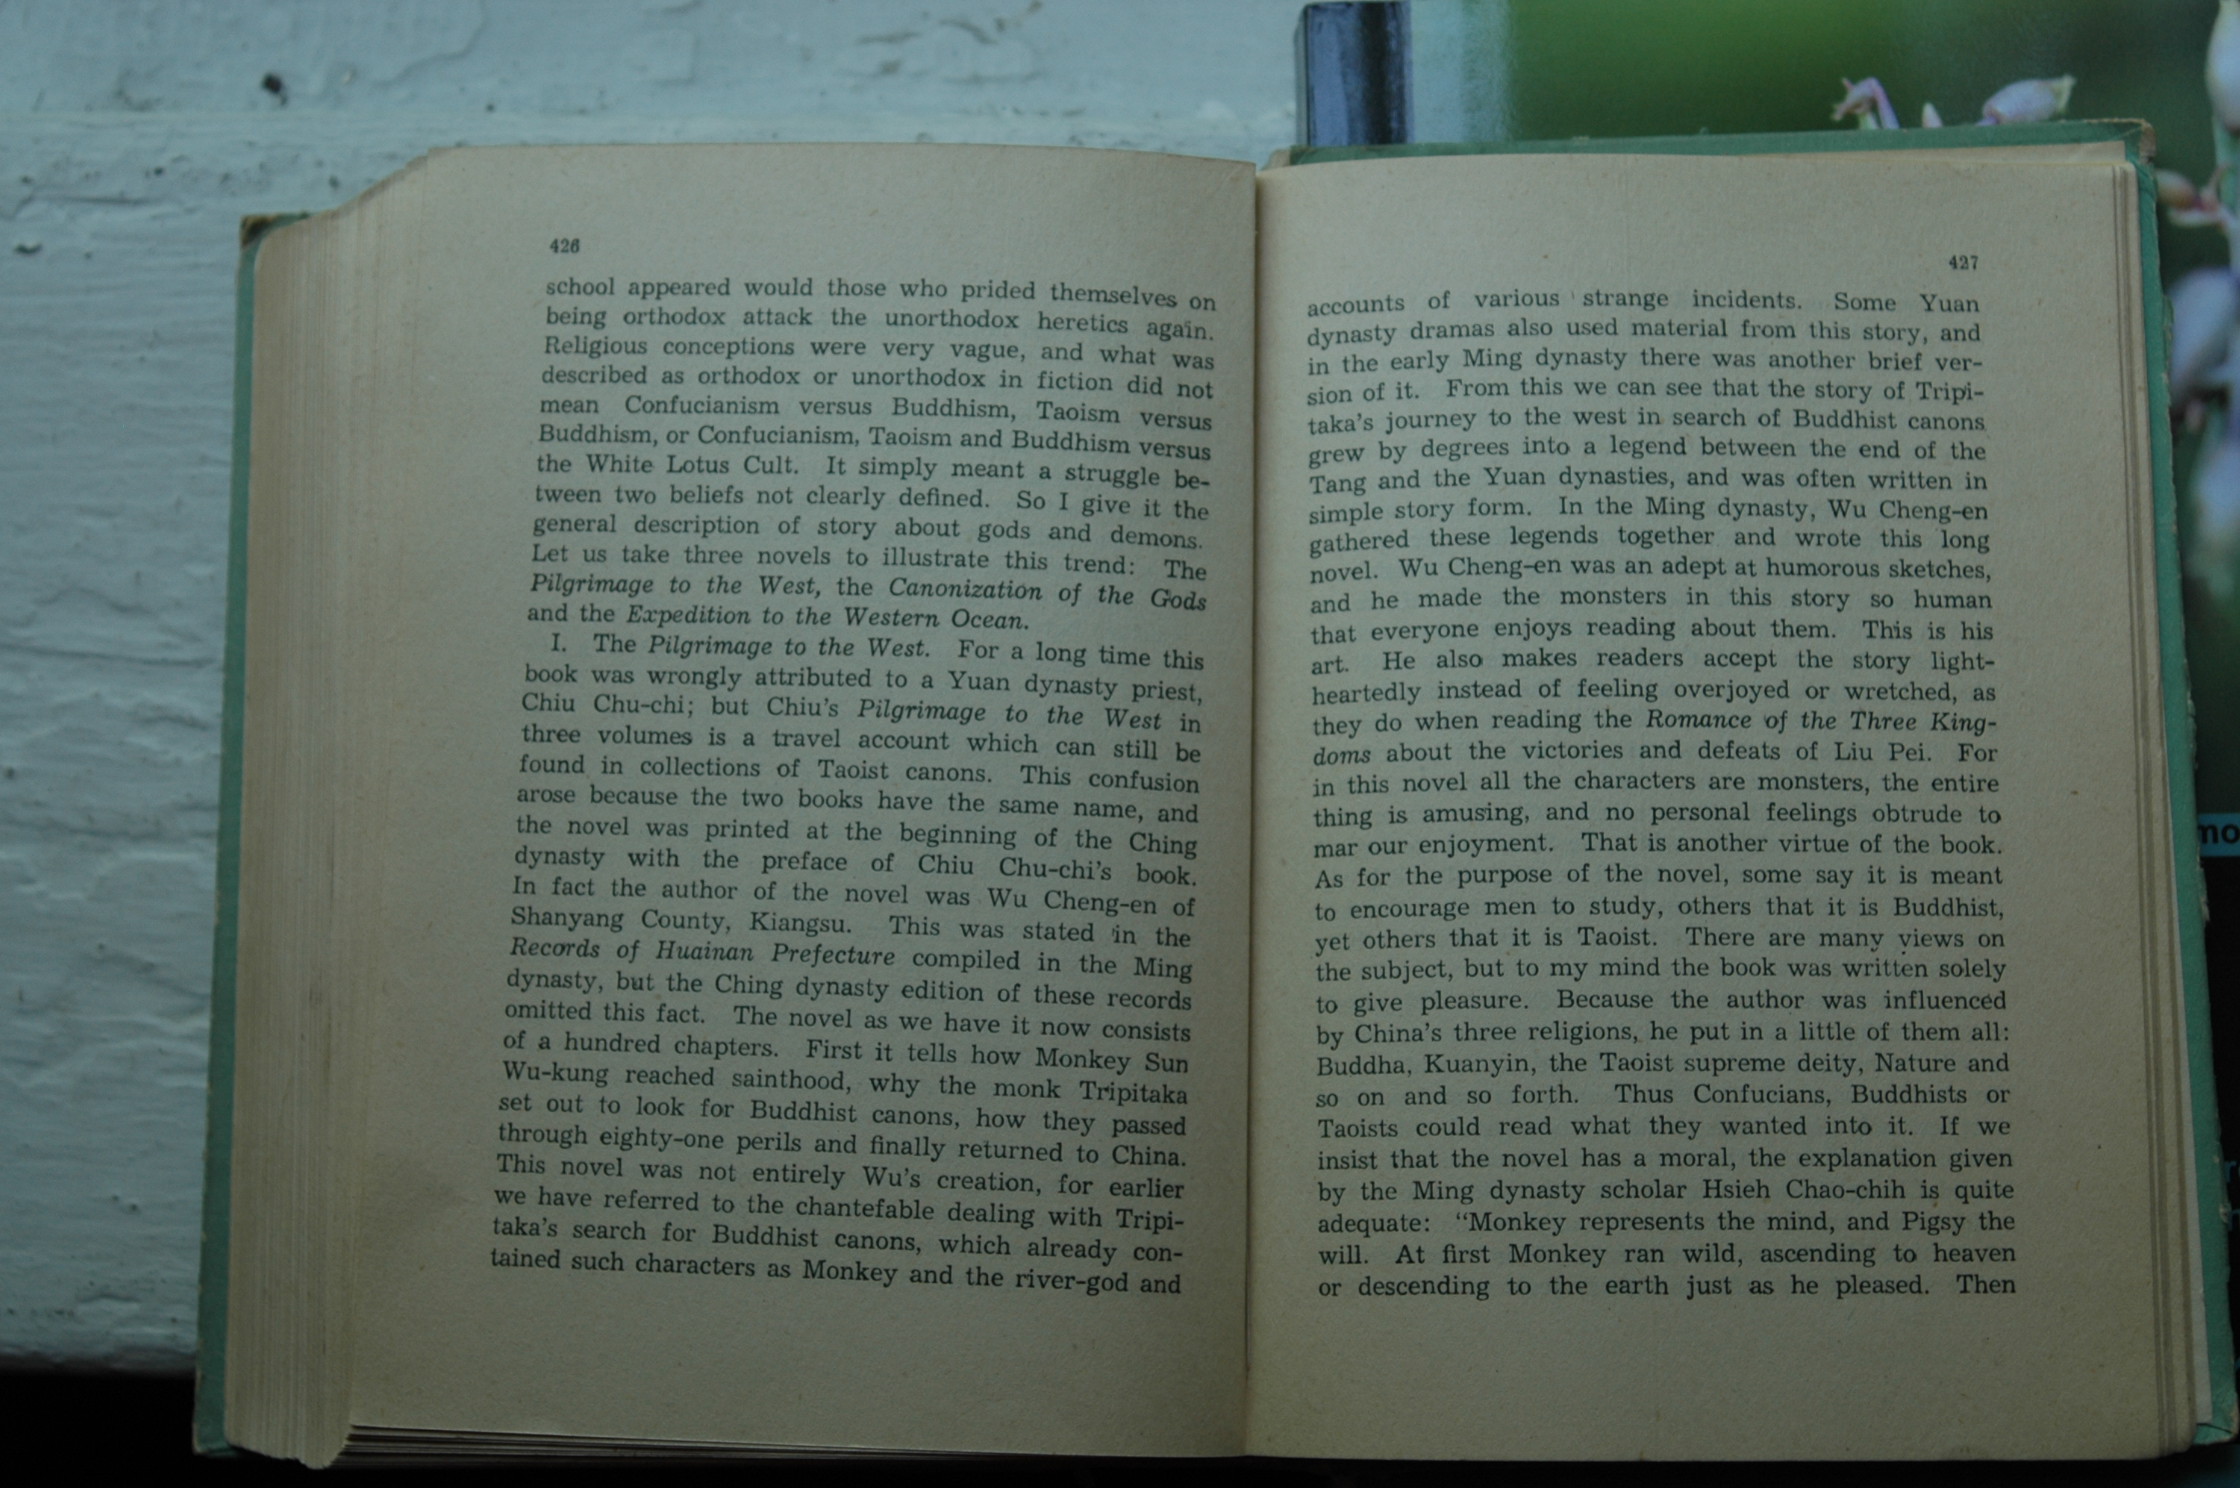 426
school appeared would those who prided themselves on
being orthodox attack the unorthodox heretics again.
Religious conceptions were very vague, and what was
described as orthodox or unorthodox in fiction did not
mean Confucianism versus Buddhism, Taoism versus
Buddhism, or Confucianism, Taoism and Buddhism versus
the White Lotus Cult. It simply meant a struggle be-
tween two beliefs not clearly defined. So I give it the
general description of story about gods and demons.
Let us take three novels to illustrate this trend: The
Pilgrimage to the West, the Canonization of the Gods
and the Expedition to the Western Ocean.
I. The Pilgrimage to the West. For a long time this
book was wrongly attributed to a Yuan dynasty priest,
Chiu Chu-chi; but Chiu's Pilgrimage to the West in
three volumes is a travel account which can still be
found in collections of Taoist canons. This confusion
arose because the two books have the same name, and
the novel was printed at the beginning of the Ching
dynasty with the preface of Chiu Chu-chi's book.
In fact the author of the novel was Wu Cheng-en of
Shanyang County, Kiangsu. This was stated in the
Records of Huainan Prefecture compiled in the Ming
dynasty, but the Ching dynasty edition of these records
omitted this fact. The novel as we have it now consists
of a hundred chapters. First it tells how Monkey Sun
Wu-kung reached sainthood, why the monk Tripitaka
set out to look for Buddhist canons, how they passed
through eighty-one perils and finally returned to China.
This novel was not entirely Wu's creation, for earlier
we have referred to the chantefable dealing with Tripi-
taka's search for Buddhist canons, which already con-
tained such characters as Monkey and the river-god and
427
accounts of various strange incidents. Some Yuan
dynasty dramas also used material from this story, and
in the early Ming dynasty there was another brief ver-
sion of it. From this we can see that the story of Tripi-
taka's journey to the west in search of Buddhist canons
grew by degrees into a legend between the end of the
Tang and the Yuan dynasties, and was often written in
simple story form. In the Ming dynasty, Wu Cheng-en
gathered these legends together and wrote this long
novel. Wu Cheng-en was an adept at humorous sketches,
and he made the monsters in this story so human
that everyone enjoys reading about them. This is his
art. He also makes readers accept the story light-
heartedly instead of feeling overjoyed or wretched, as
they do when reading the Romance of the Three King-
doms about the victories and defeats of Liu Pei. For
in this novel all the characters are monsters, the entire
thing is amusing, and no personal feelings obtrude to
mar our enjoyment. That is another virtue of the book.
As for the purpose of the novel, some say it is meant
to encourage men to study, others that it is Buddhist,
yet others that it is Taoist. There are many views on
the subject, but to my mind the book was written solely
to give pleasure. Because the author was influenced
by China's three religions, he put in a little of them all:
Buddha, Kuanyin, the Taoist supreme deity, Nature and
so on and so forth. Thus Confucians, Buddhists or
Taoists could read what they wanted into it. If we
insist that the novel has a moral, the explanation given
by the Ming dynasty scholar Hsieh Chao-chih is quite
adequate: "Monkey represents the mind, and Pigsy the
will. At first Monkey ran wild, ascending to heaven
or descending to the earth just as he pleased. Then
mo